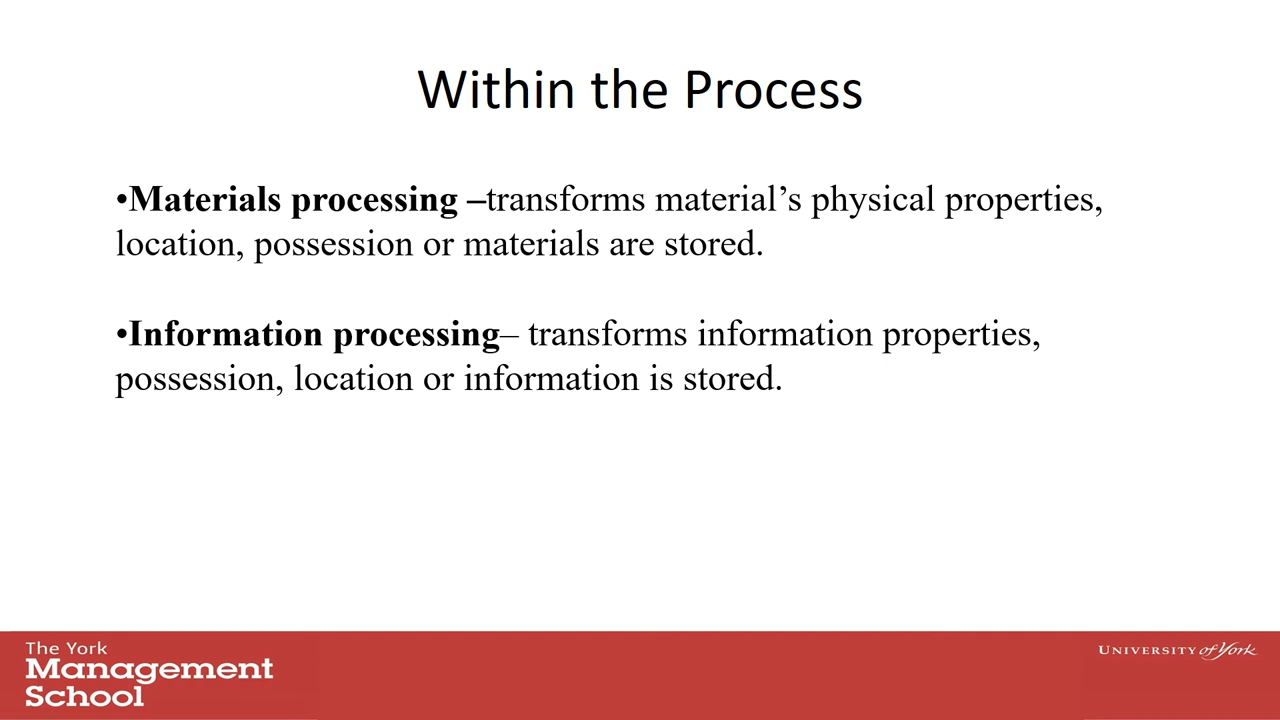 Within the Process
•Materials processing –transforms material’s physical properties,
location, possession or materials are stored.
•Information processing– transforms information properties,
possession, location or information is stored.
The York
Management
School
UNIVERSITY of York